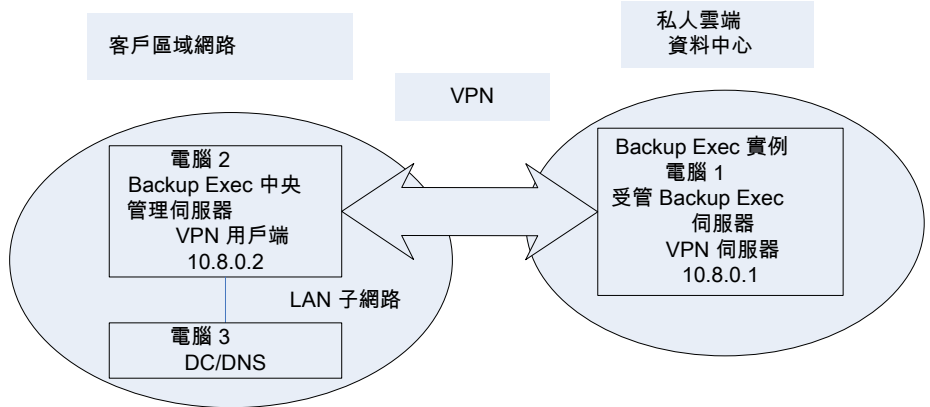 客戶區域網路
私人雲端
資料中心
VPN
電腦 2
Backup Exec 中央
管理伺服器
VPN 用戶端
10.8.0.2
LAN 子網路
電腦 3
DC/DNS
Backup Exec 實例
電腦 1
受管 Backup Exec
伺服器
VPN 伺服器
10.8.0.1